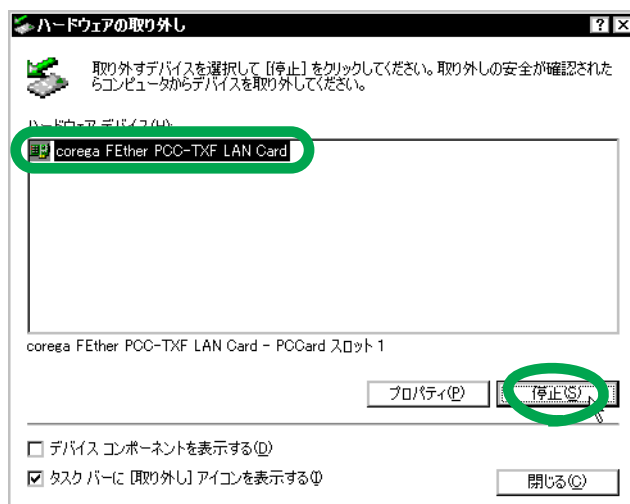 ハードウェアの取り外し
取り外すデバイスを選択して [停止] をクリックしてください。取り外しの安全が確認された
らコンピュータからデバイスを取り外してください。
ハードウェア デバイス(H):
corega FEther PCC-TXF LAN Card
corega FEther PCC-TXF LAN Card - PCCard スロット 1
プロパティ(P)
停止(S)
デバイス コンポーネントを表示する(D)
タスク バーに [取り外し] アイコンを表示する(I)
閉じる(C)